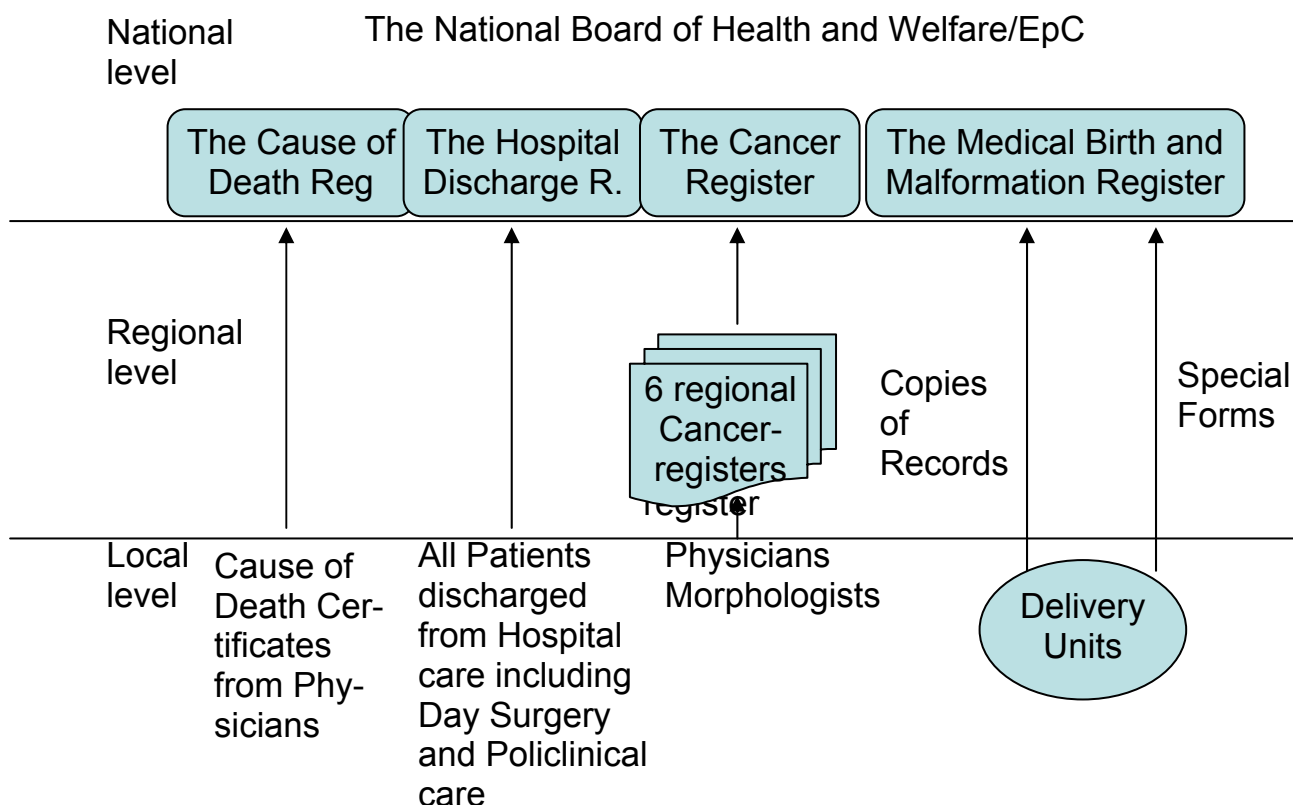 National
level
The National Board of Health and Welfare/EpC
The Cause of
Death Reg
The Hospital
Discharge R.
The Cancer
Register
The Medical Birth and
Malformation Register
Regional
level
6 regional
Cancer-
registers
register
Copies
of
Records
Special
Forms
Local
level
Cause of
Death Cer-
tificates
from Phy-
sicians
All Patients
discharged
from Hospital
care including
Day Surgery
and Policlinical
care
Physicians
Morphologists
Delivery
Units